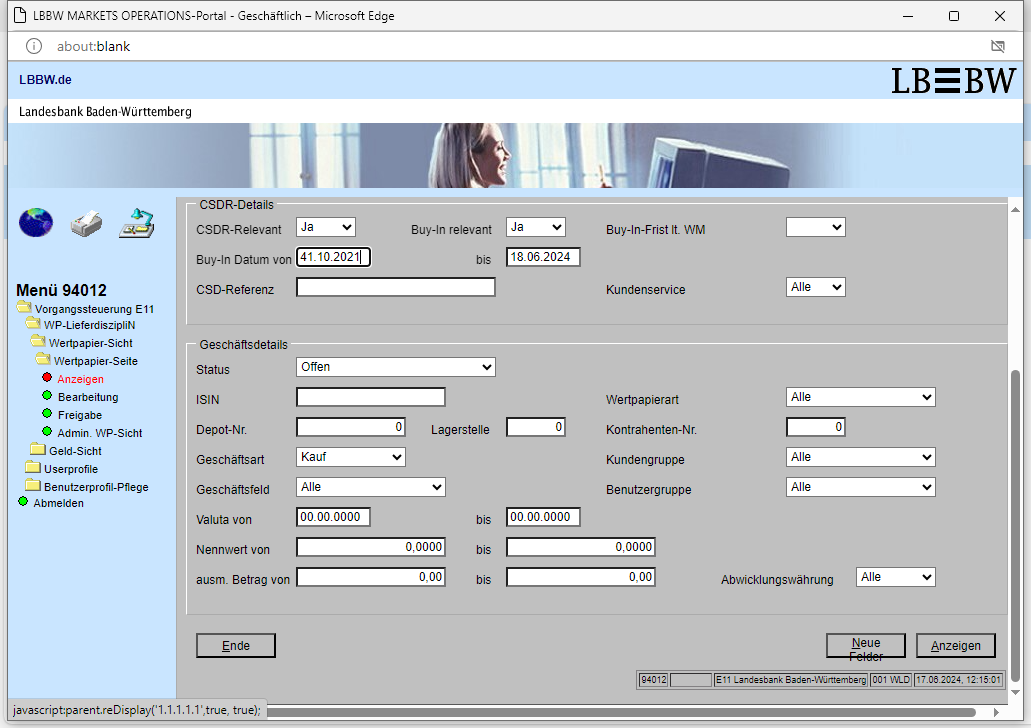 LBBW MARKETS OPERATIONS-Portal - Geschäftlich – Microsoft Edge
about:blank
LBBW.de
LBBW
Landesbank Baden-Württemberg
Menü 94012
Vorgangssteuerung E11
WP-LieferdiszipliN
Wertpapier-Sicht
Wertpapier-Seite
Anzeigen
Bearbeitung
Freigabe
Admin. WP-Sicht
Geld-Sicht
Userprofile
Benutzerprofil-Pflege
Abmelden
CSDR-Details
CSDR-Relevant Ja Buy-In relevant Ja Buy-In-Frist lt. WM
Buy-In Datum von 41.10.2021 bis 18.06.2024
CSD-Referenz Kundenservice Alle
Geschäftsdetails
Status Offen
ISIN Wertpapierart Alle
Depot-Nr. 0 Lagerstelle 0 Kontrahenten-Nr. 0
Geschäftsart Kauf Kundengruppe Alle
Geschäftsfeld Alle Benutzergruppe Alle
Valuta von 00.00.0000 bis 00.00.0000
Nennwert von 0,0000 bis 0,0000
ausm. Betrag von 0,00 bis 0,00 Abwicklungswährung Alle
Ende Neue Felder Anzeigen
94012 E11 Landesbank Baden-Württemberg 001 WLD 17.06.2024, 12:15:01
javascript:parent.reDisplay('1.1.1.1.1',true, true);